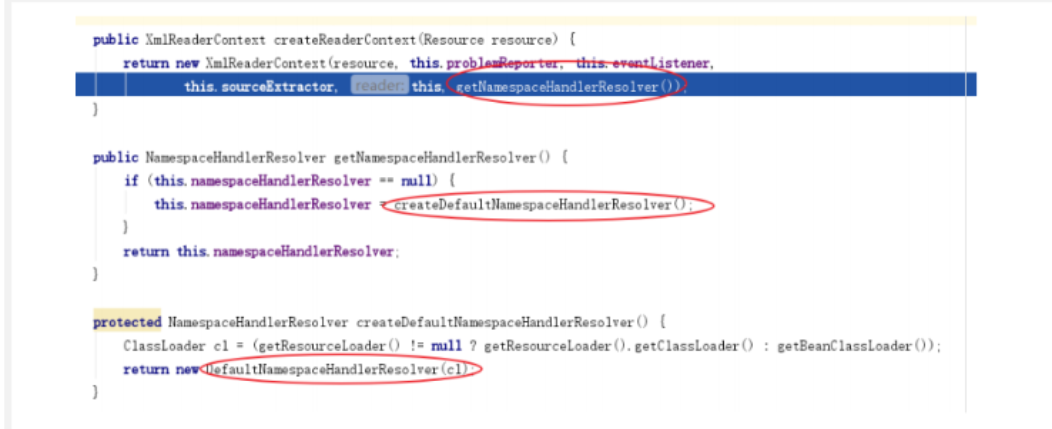 public XmlReaderContext createReaderContext(Resource resource) {
return new XmlReaderContext(resource, this.problemReporter, this.eventListener,
this.sourceExtractor, reader: this, getNamespaceHandlerResolver());
}
public NamespaceHandlerResolver getNamespaceHandlerResolver() {
if (this.namespaceHandlerResolver == null) {
this.namespaceHandlerResolver = createDefaultNamespaceHandlerResolver();
}
return this.namespaceHandlerResolver;
}
protected NamespaceHandlerResolver createDefaultNamespaceHandlerResolver() {
ClassLoader cl = (getResourceLoader() != null ? getResourceLoader().getClassLoader() : getBeanClassLoader());
return new DefaultNamespaceHandlerResolver(cl);
}